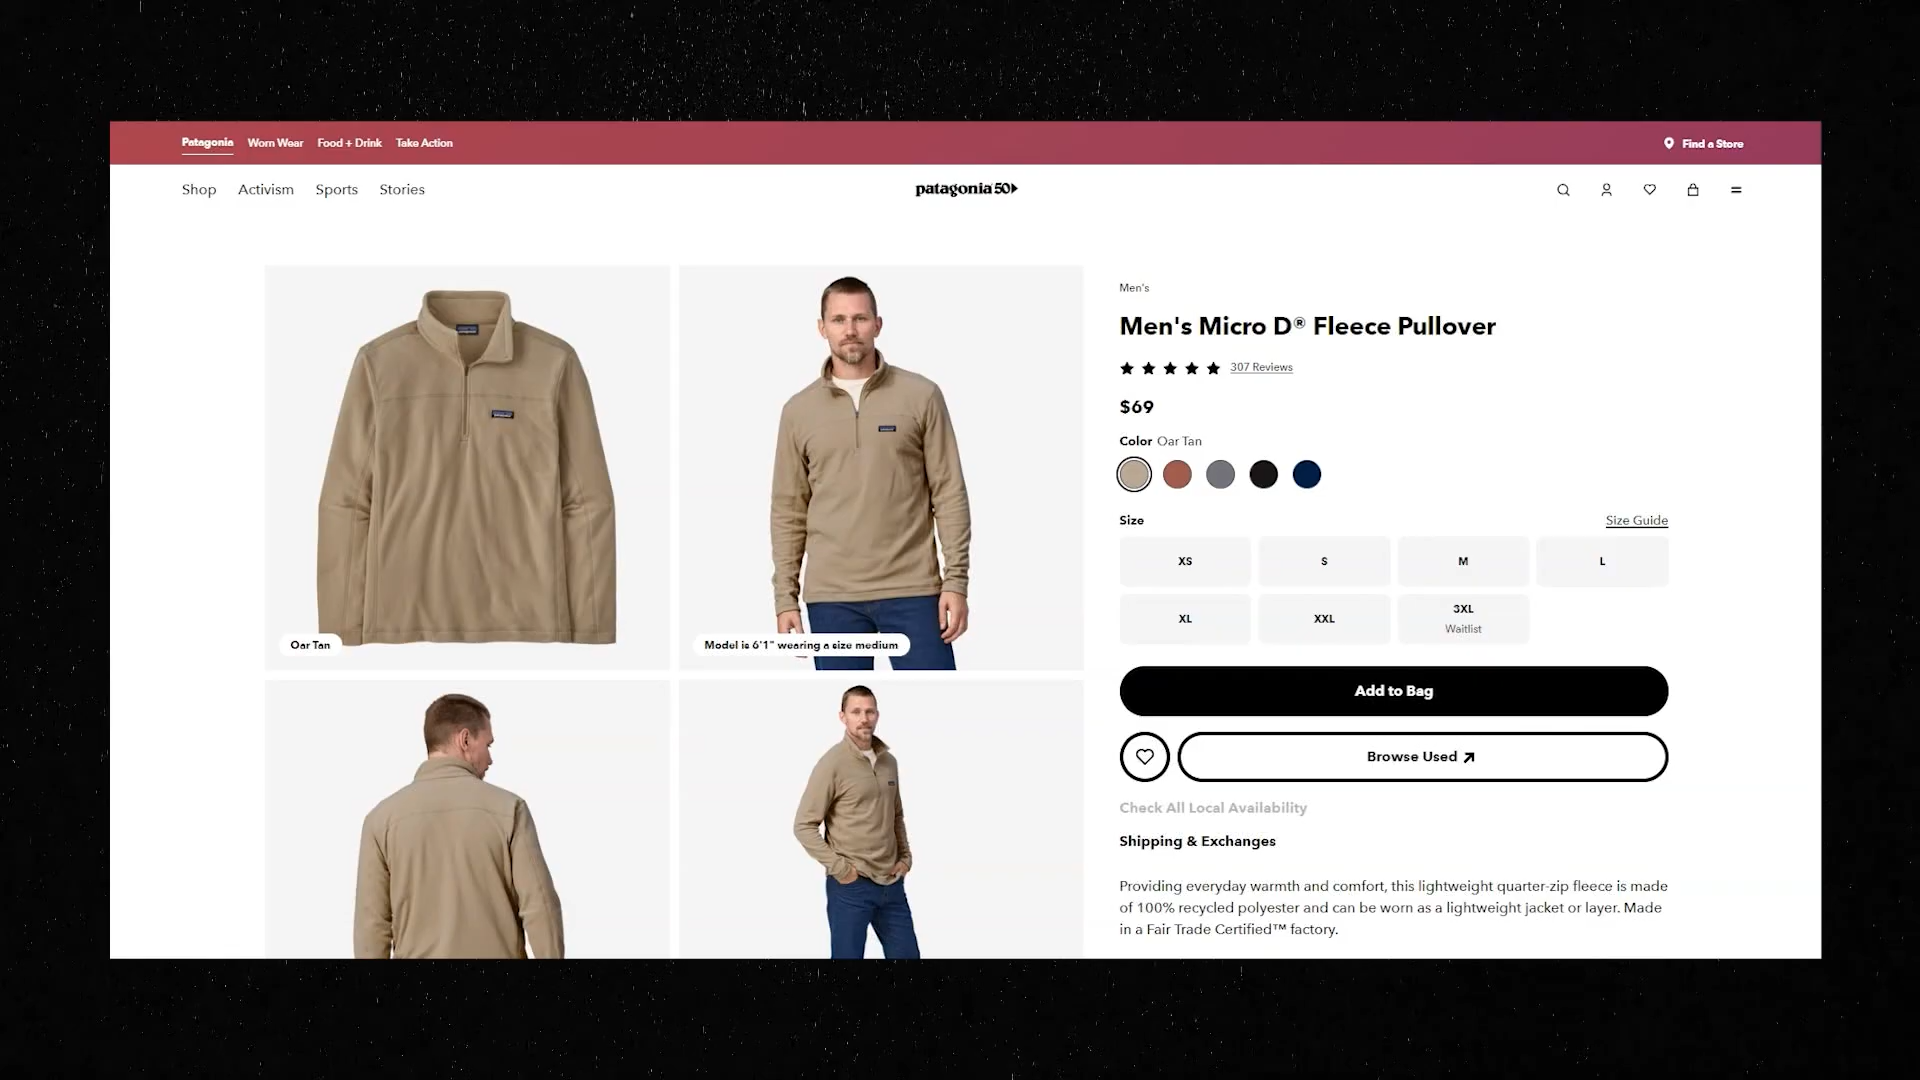 Patagonia Worn Wear Food + Drink Take Action
Find a Store
Shop Activism Sports Stories
patagonia 50
Men's
Men's Micro D® Fleece Pullover
307 Reviews
$69
Color Oar Tan
Size Size Guide
XS S M L
XL XXL 3XL
Waitlist
Oar Tan
Model is 6'1" wearing a size medium
Add to Bag
Browse Used
Check All Local Availability
Shipping & Exchanges
Providing everyday warmth and comfort, this lightweight quarter-zip fleece is made
of 100% recycled polyester and can be worn as a lightweight jacket or layer. Made
in a Fair Trade Certified™ factory.